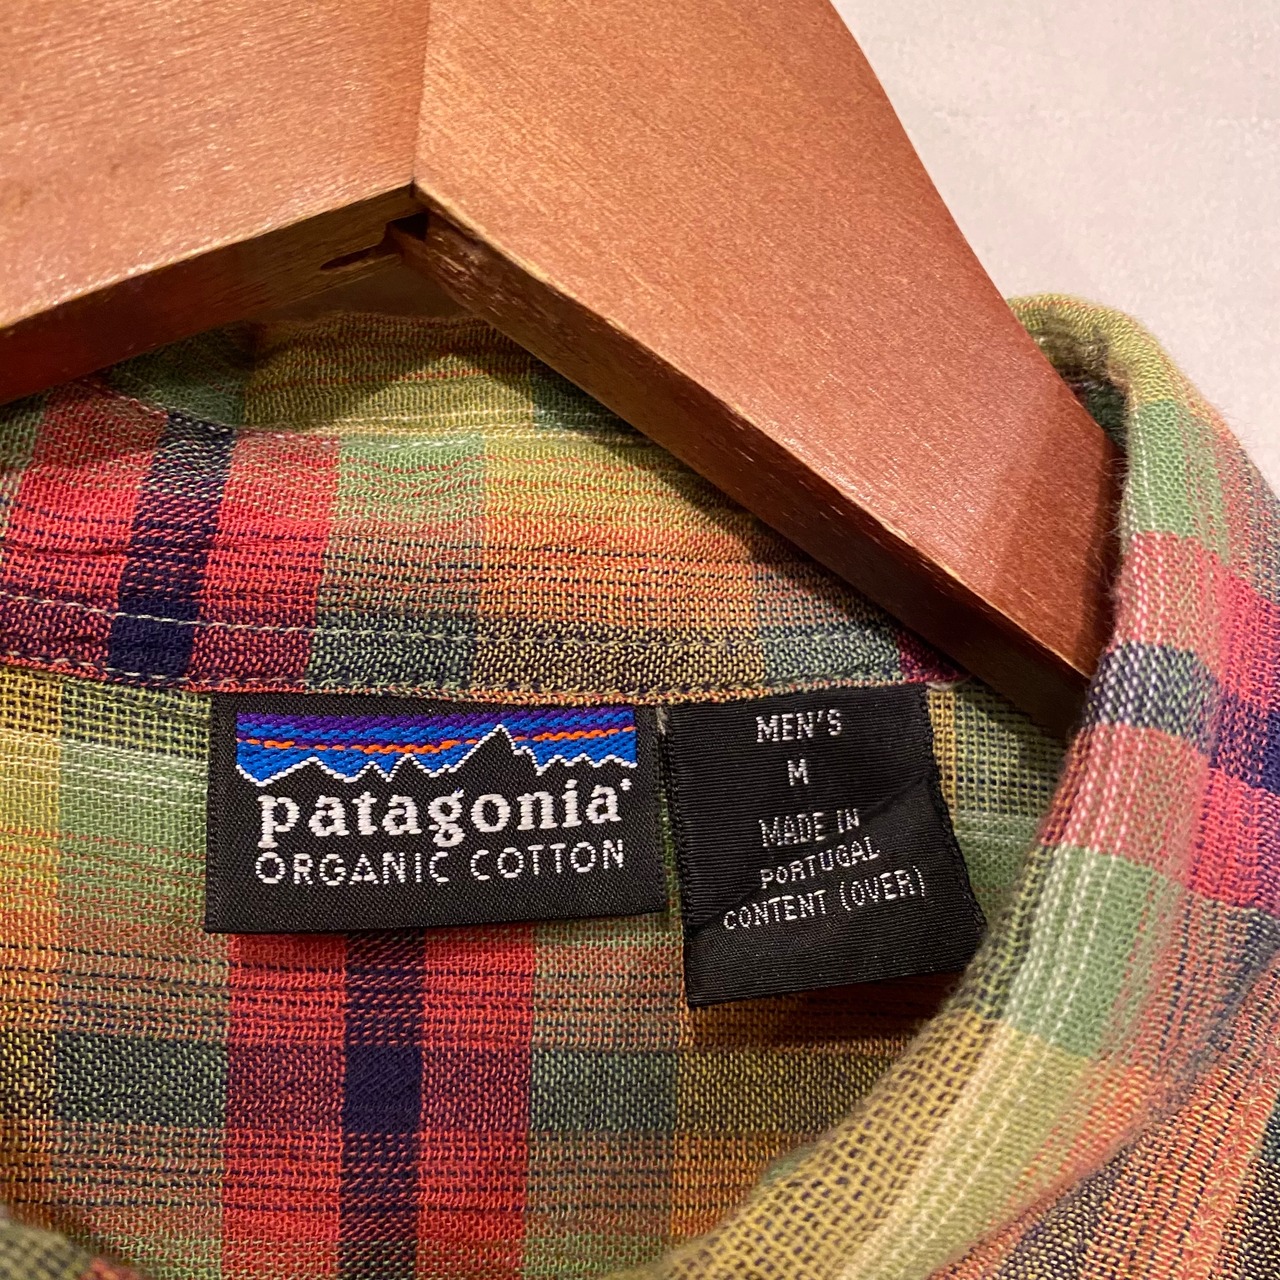 patagonia®
ORGANIC COTTON
MEN'S
M
MADE IN
PORTUGAL
CONTENT (OVER)